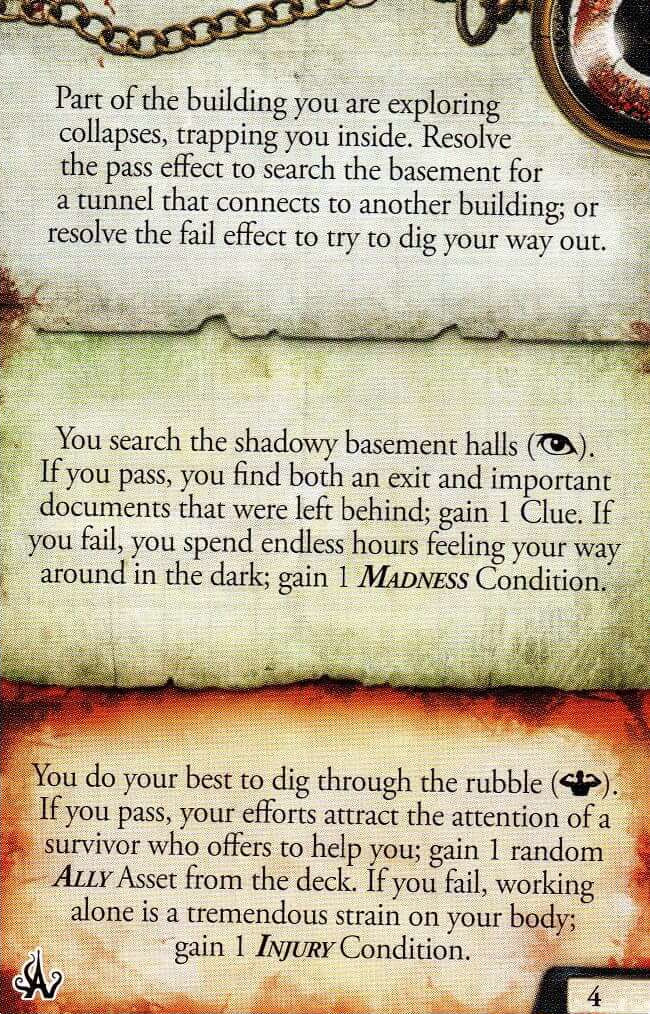 Part of the building you are exploring
collapses, trapping you inside. Resolve
the pass effect to search the basement for
a tunnel that connects to another building; or
resolve the fail effect to try to dig your way out.
You search the shadowy basement halls ( ).
If you pass, you find both an exit and important
documents that were left behind; gain 1 Clue. If
you fail, you spend endless hours feeling your way
around in the dark; gain 1 MADNESS Condition.
You do your best to dig through the rubble ( ).
If you pass, your efforts attract the attention of a
survivor who offers to help you; gain 1 random
ALLY Asset from the deck. If you fail, working
alone is a tremendous strain on your body;
gain 1 INJURY Condition.
4